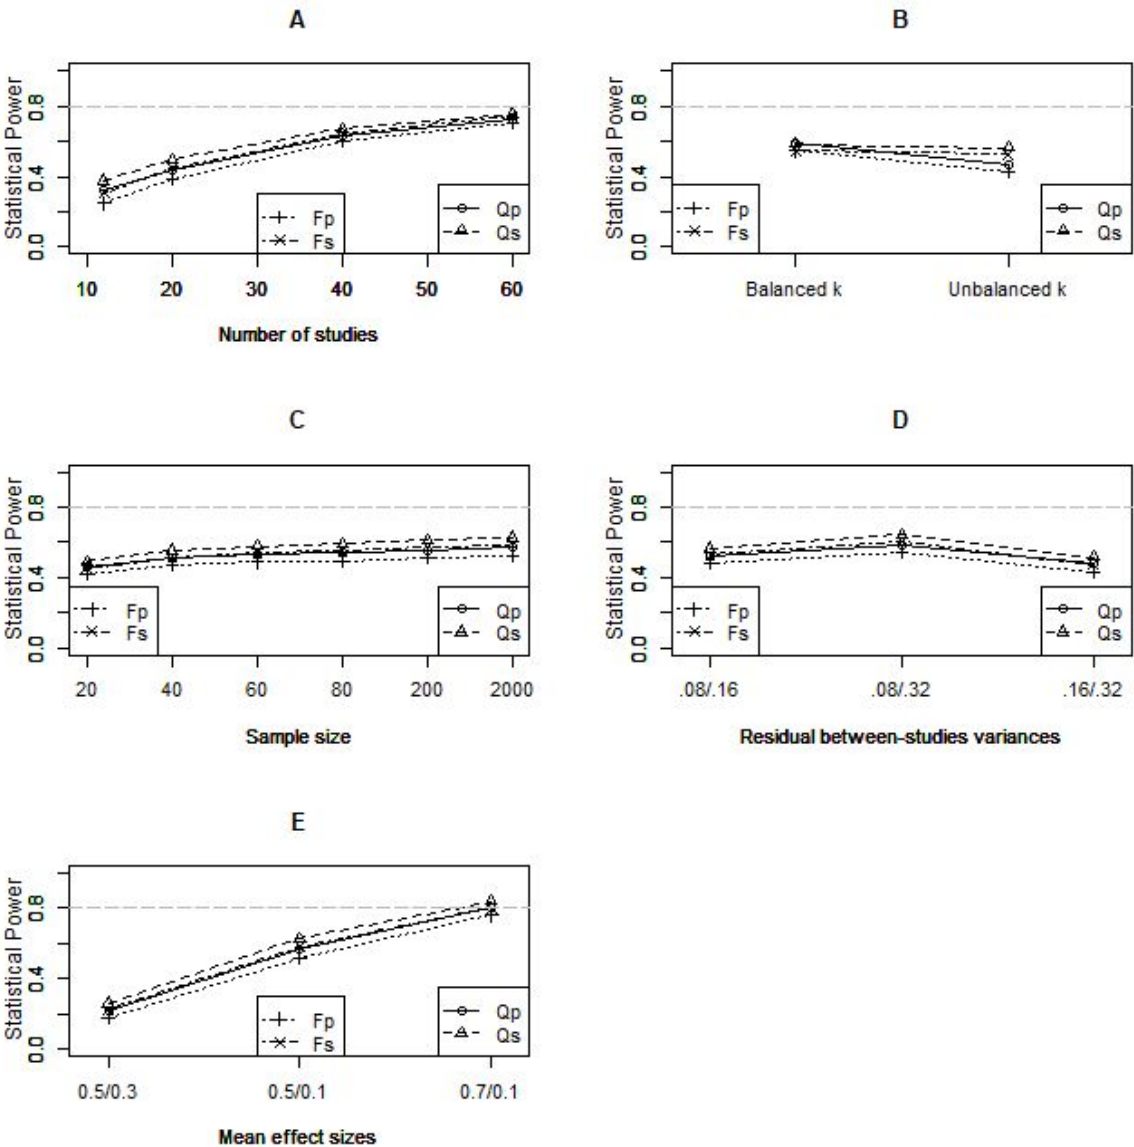 A
Statistical Power
0.0 0.4 0.8
Fp
Fs
Qp
Qs
10 20 30 40 50 60
Number of studies
B
Statistical Power
0.0 0.4 0.8
Fp
Fs
Qp
Qs
Balanced k Unbalanced k
C
Statistical Power
0.0 0.4 0.8
Fp
Fs
Qp
Qs
20 40 60 80 200 2000
Sample size
D
Statistical Power
0.0 0.4 0.8
Fp
Fs
Qp
Qs
.08/.16 .08/.32 .16/.32
Residual between-studies variances
E
Statistical Power
0.0 0.4 0.8
Fp
Fs
Qp
Qs
0.5/0.3 0.5/0.1 0.7/0.1
Mean effect sizes